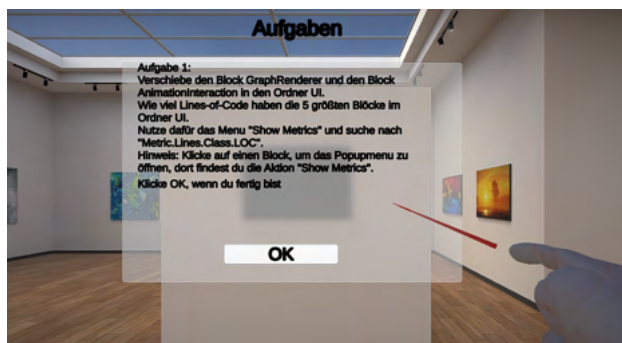 Aufgaben
Aufgabe 1:
Verschiebe den Block GraphRenderer und den Block
AnimationInteraction in den Ordner UI.
Wie viel Lines-of-Code haben die 5 größten Blöcke im
Ordner UI.
Nutze dafür das Menu "Show Metrics" und suche nach
"Metric.Lines.Class.LOC".
Hinweis: Klicke auf einen Block, um das Popupmenu zu
öffnen, dort findest du die Aktion "Show Metrics".
Klicke OK, wenn du fertig bist
OK